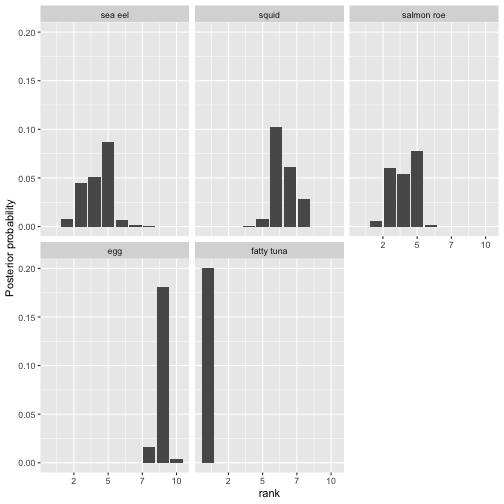 sea eel squid salmon roe
0.20
0.15
0.10
0.05
0.00
2 5 7 10
egg fatty tuna
0.20
0.15
0.10
0.05
0.00
2 5 7 10 2 5 7 10
Posterior probability
rank